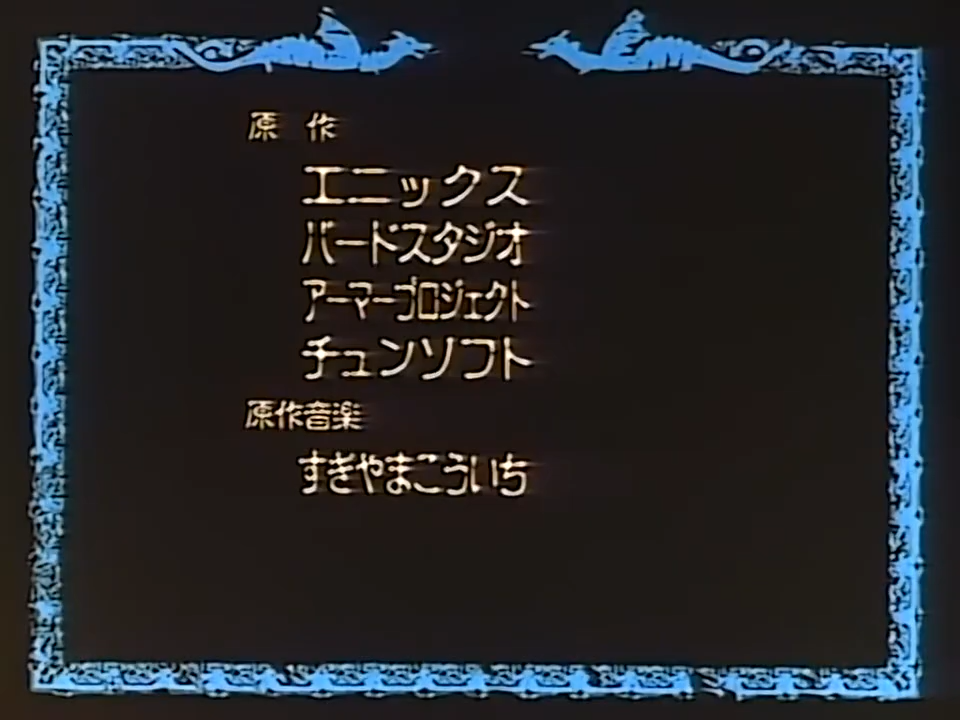 原 作
エニックス
バードスタジオ
アーマープロジェクト
チュンソフト
原作音楽
すぎやまこういち